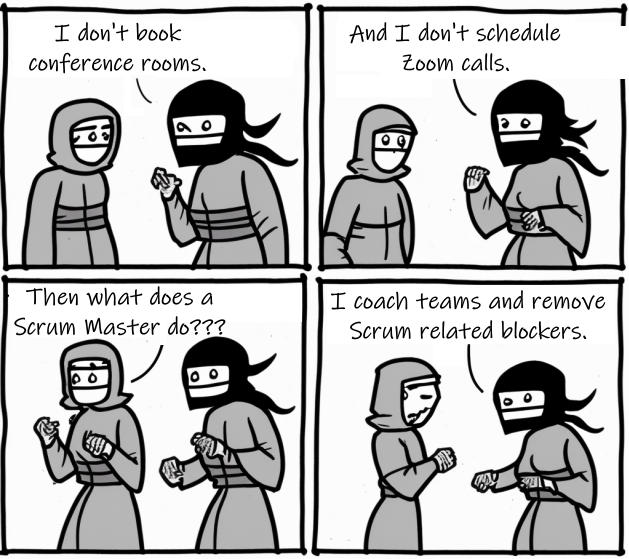 I don't book
conference rooms.
And I don't schedule
Zoom calls.
Then what does a
Scrum Master do???
I coach teams and remove
Scrum related blockers.